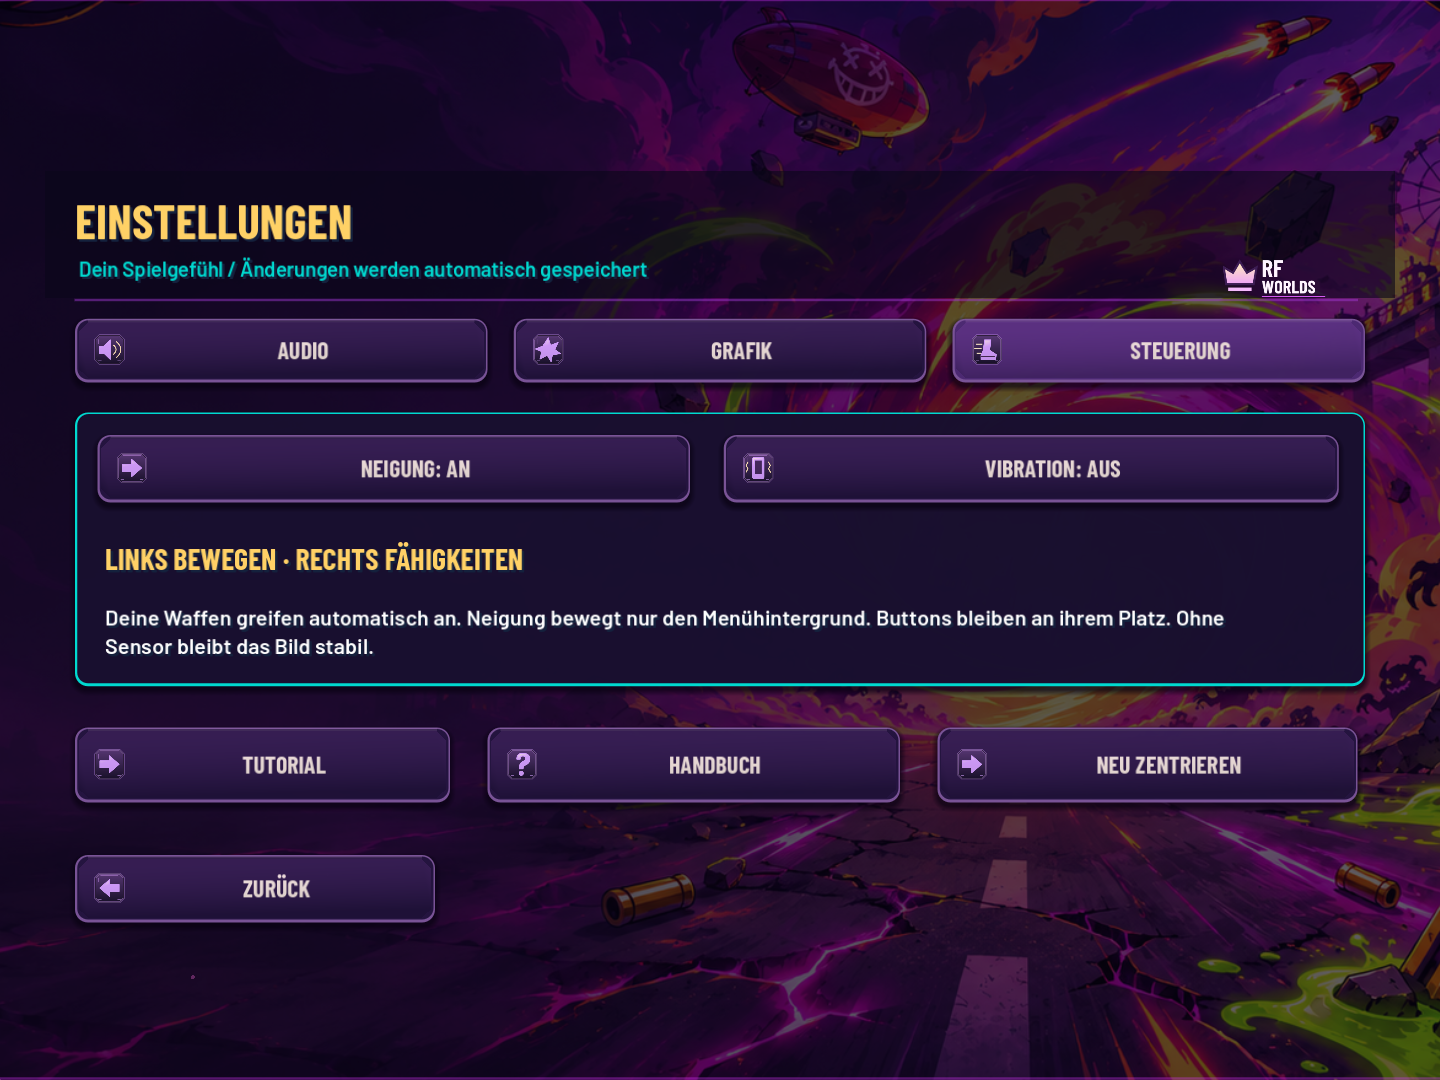 EINSTELLUNGEN
Dein Spielgefühl / Änderungen werden automatisch gespeichert
RF
WORLDS
AUDIO
GRAFIK
STEUERUNG
NEIGUNG: AN
VIBRATION: AUS
LINKS BEWEGEN · RECHTS FÄHIGKEITEN
Deine Waffen greifen automatisch an. Neigung bewegt nur den Menühintergrund. Buttons bleiben an ihrem Platz. Ohne
Sensor bleibt das Bild stabil.
TUTORIAL
HANDBUCH
NEU ZENTRIEREN
ZURÜCK